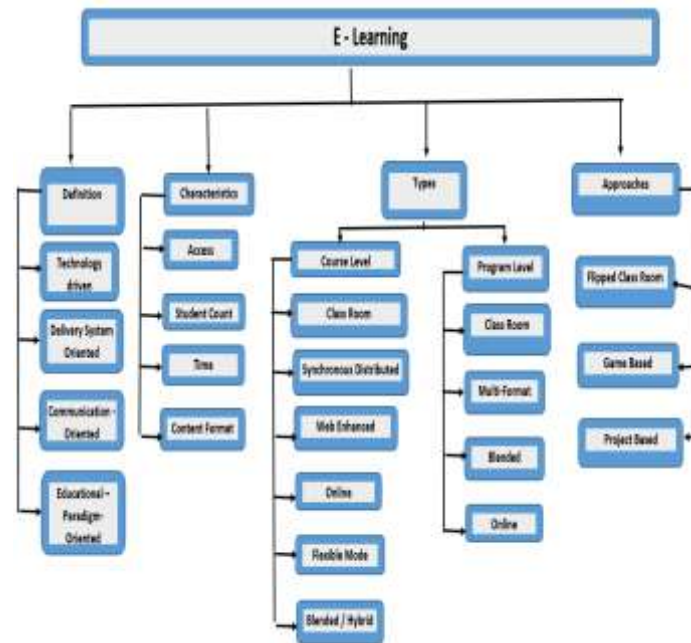 E - Learning
Definition
Technology
driven
Delivery System
Oriented
Communication -
Oriented
Educational –
Paradigm-
Oriented
Characteristics
Access
Student Count
Time
Content Format
Types
Course Level
Class Room
Synchronous Distributed
Web Enhanced
Online
Flexible Mode
Blended / Hybrid
Program Level
Class Room
Multi-Format
Blended
Online
Approaches
Flipped Class Room
Game Based
Project Based